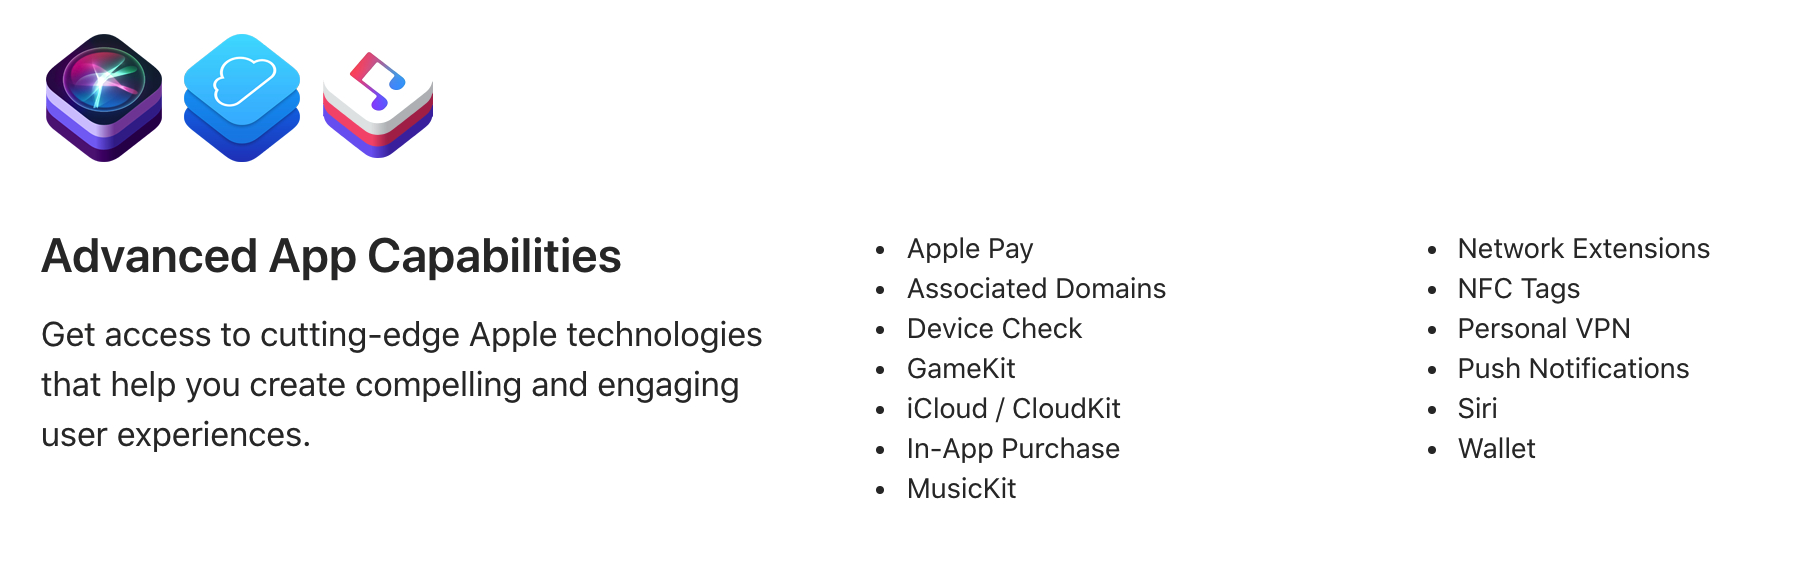 Advanced App Capabilities
Get access to cutting-edge Apple technologies
that help you create compelling and engaging
user experiences.
• Apple Pay
• Associated Domains
• Device Check
• GameKit
• iCloud / CloudKit
• In-App Purchase
• MusicKit
• Network Extensions
• NFC Tags
• Personal VPN
• Push Notifications
• Siri
• Wallet